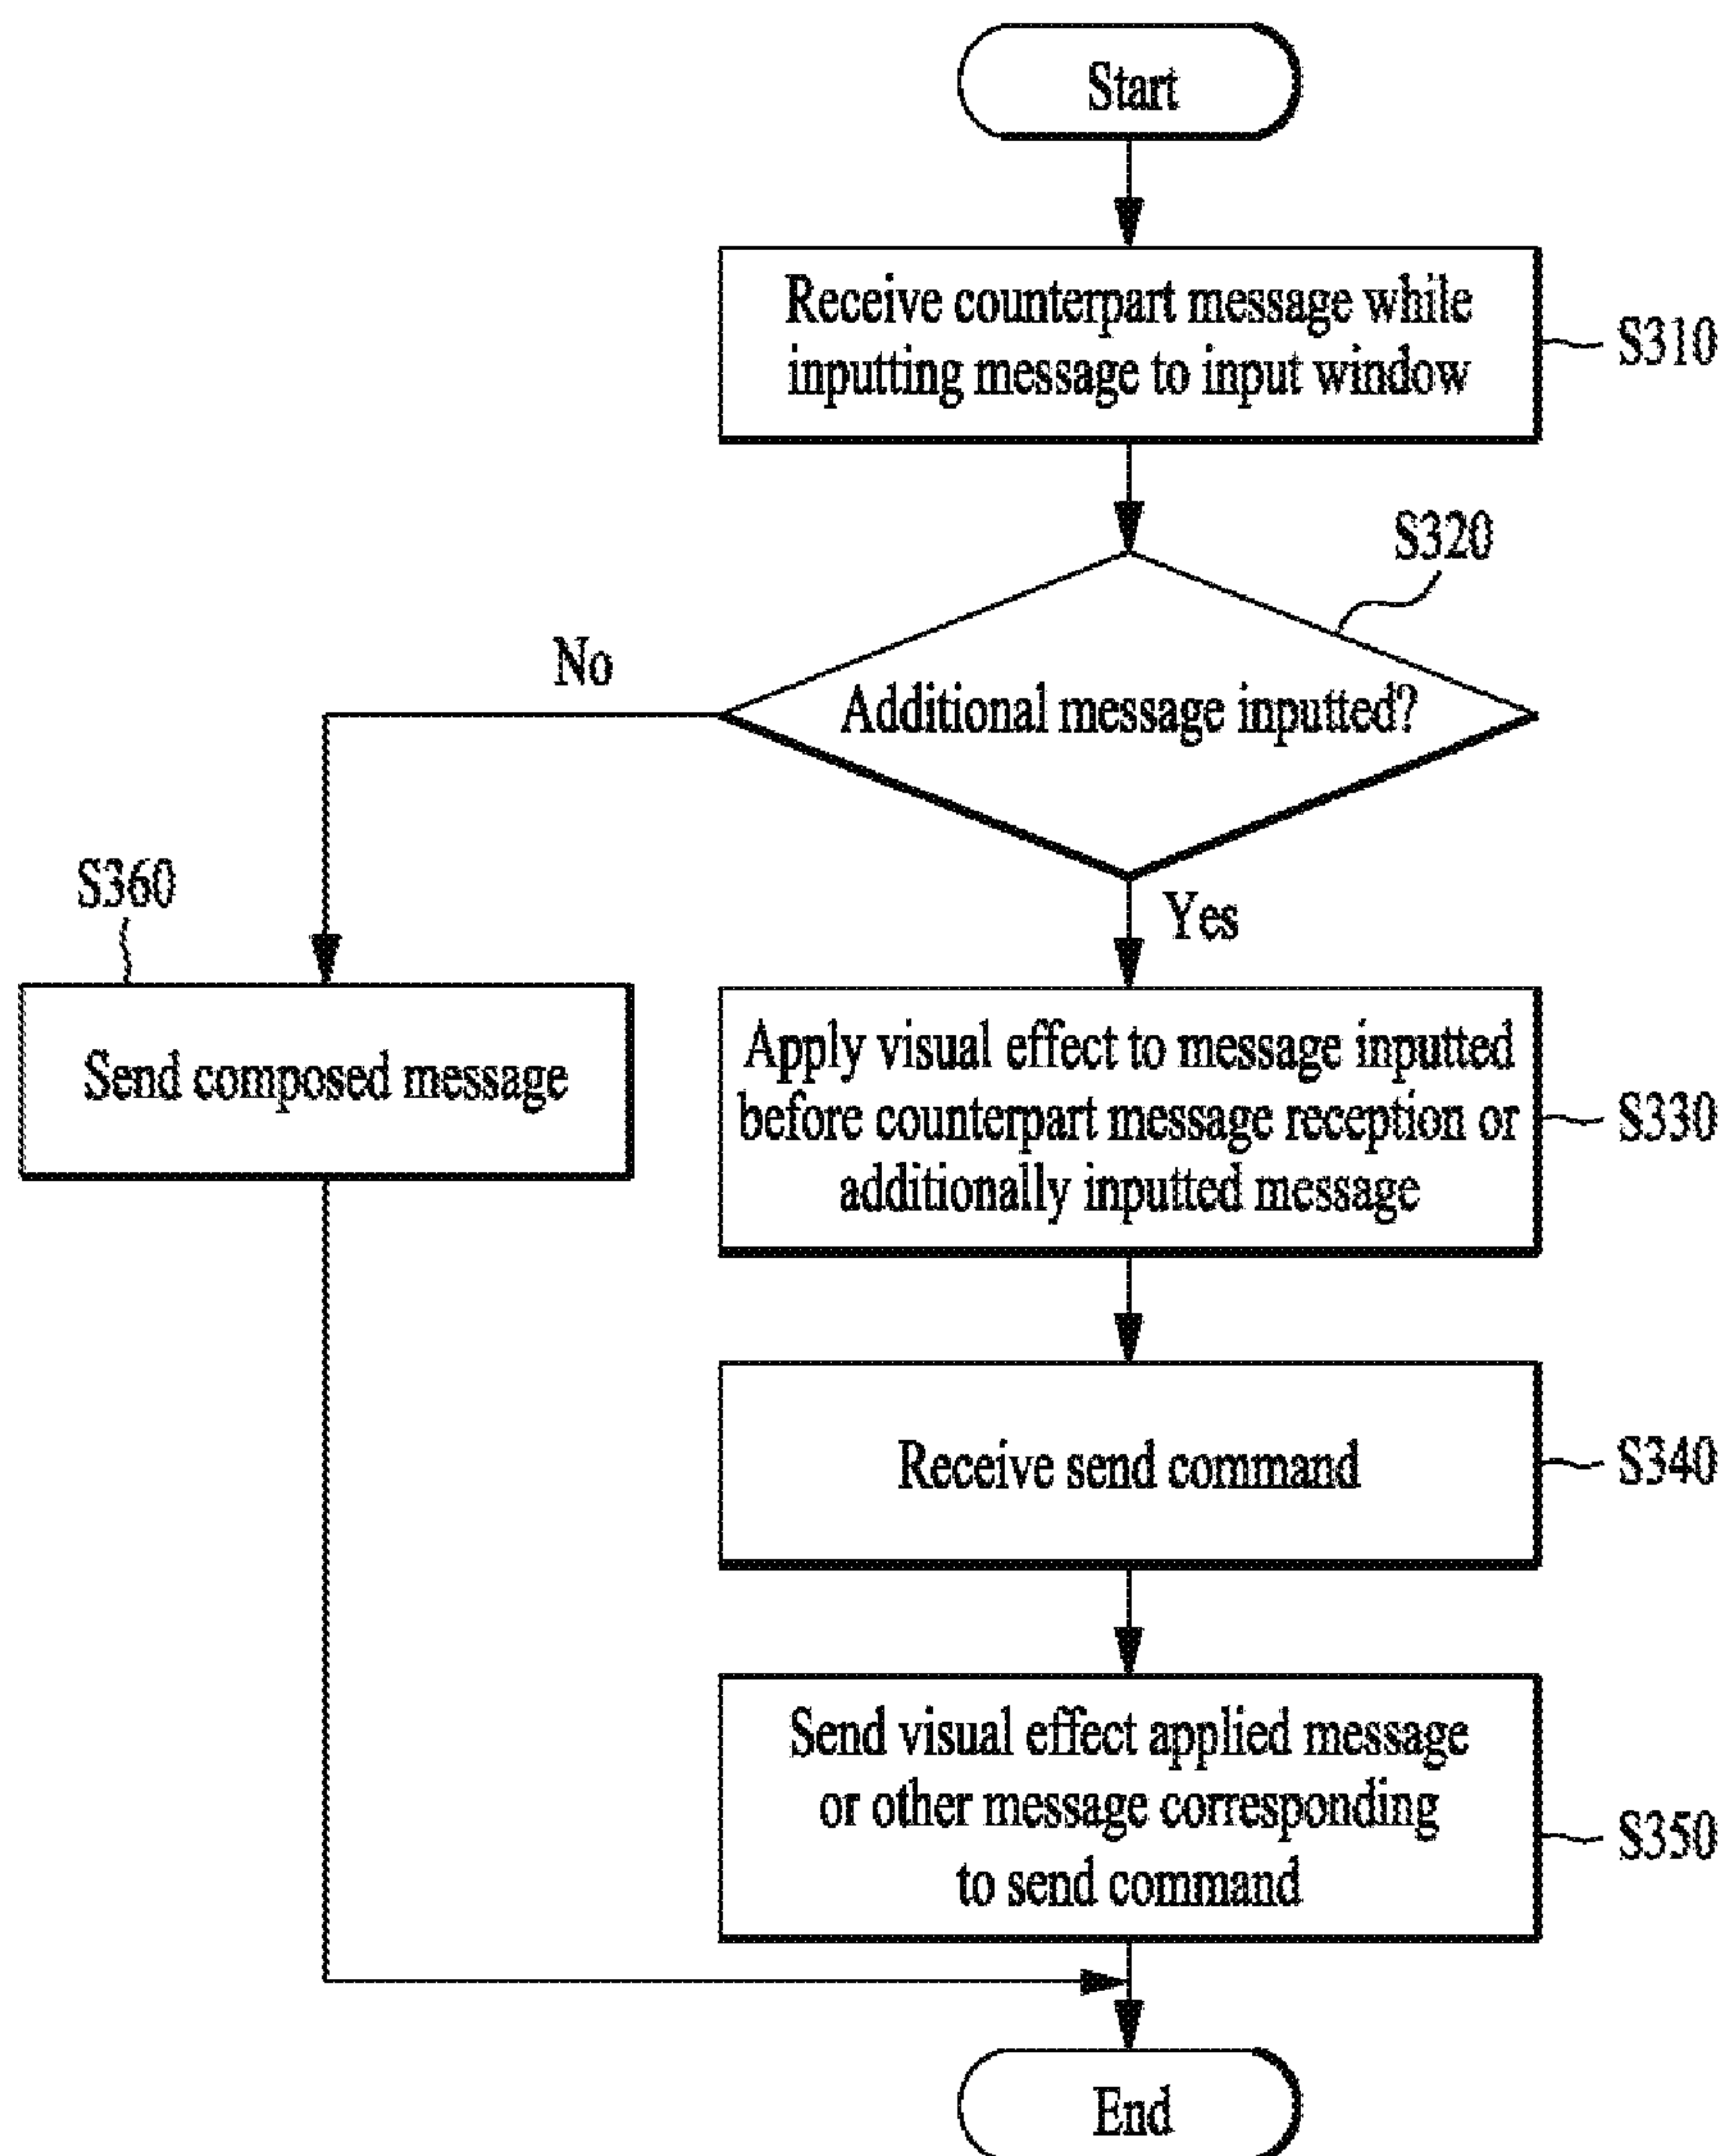 Start
Receive counterpart message while
inputting message to input window
S310
S320
Additional message inputted?
No
Yes
S360
Send composed message
Apply visual effect to message inputted
before counterpart message reception or
additionally inputted message
S330
Receive send command
S340
Send visual effect applied message
or other message corresponding
to send command
S350
End